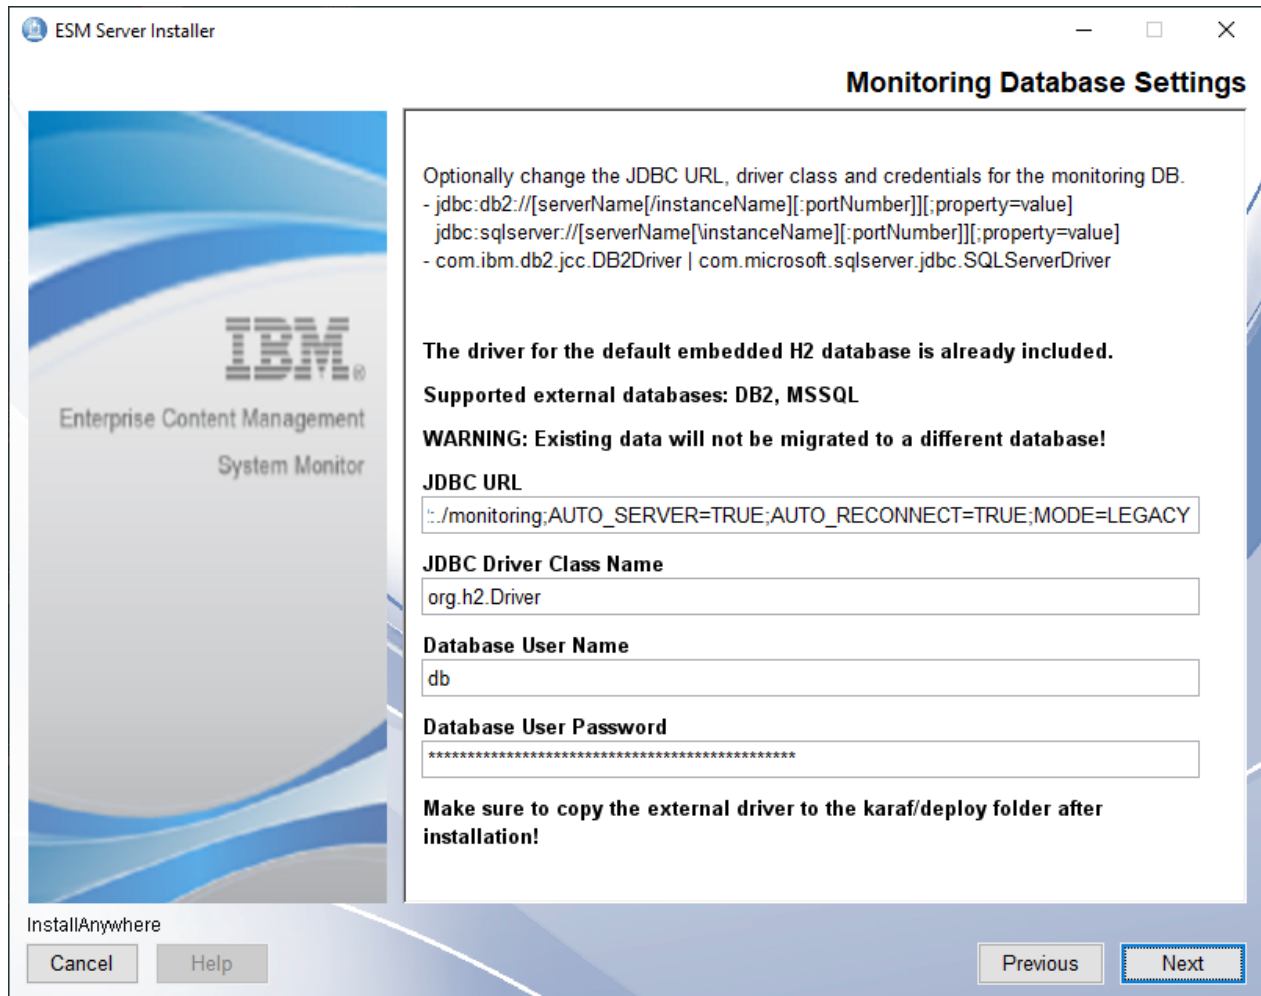 ESM Server Installer
Monitoring Database Settings
Optionally change the JDBC URL, driver class and credentials for the monitoring DB.
- jdbc:db2://[serverName[/instanceName][:portNumber]][;property=value]
jdbc:sqlserver://[serverName[\instanceName][:portNumber]][;property=value]
- com.ibm.db2.jcc.DB2Driver | com.microsoft.sqlserver.jdbc.SQLServerDriver
IBM®
Enterprise Content Management
System Monitor
The driver for the default embedded H2 database is already included.
Supported external databases: DB2, MSSQL
WARNING: Existing data will not be migrated to a different database!
JDBC URL
:./monitoring;AUTO_SERVER=TRUE;AUTO_RECONNECT=TRUE;MODE=LEGACY
JDBC Driver Class Name
org.h2.Driver
Database User Name
db
Database User Password
***********************************************
Make sure to copy the external driver to the karaf/deploy folder after
installation!
InstallAnywhere
Cancel
Help
Previous
Next